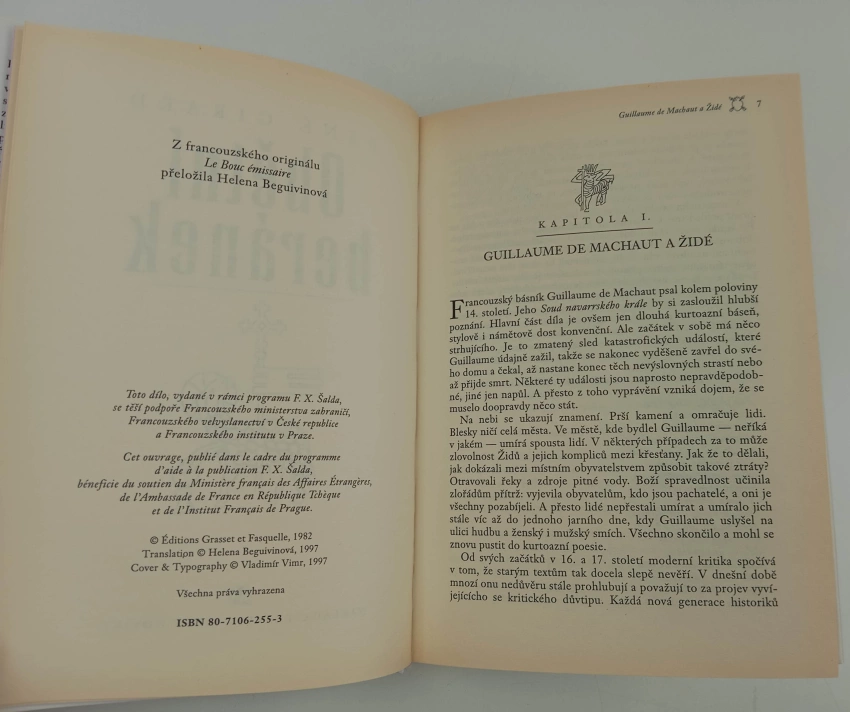 Z francouzského originálu
Le Bouc émissaire
přeložila Helena Beguivinová
Toto dílo, vydané v rámci programu F. X. Šalda,
se těší podpoře Francouzského ministerstva zahraničí,
Francouzského velvyslanectví v České republice
a Francouzského institutu v Praze.
Cet ouvrage, publié dans le cadre du programme
d'aide à la publication F. X. Šalda,
bénéficie du soutien du Ministère français des Affaires Étrangères,
de l'Ambassade de France en République Tchèque
et de l'Institut Français de Prague.
© Éditions Grasset et Fasquelle, 1982
Translation © Helena Beguivinová, 1997
Cover & Typography © Vladimír Vimr, 1997
Všechna práva vyhrazena
ISBN 80-7106-255-3
Guillaume de Machaut a Židé 7
KAPITOLA I.
GUILLAUME DE MACHAUT A ŽIDÉ
Francouzský básník Guillaume de Machaut psal kolem poloviny
14. století. Jeho Soud navarrského krále by si zasloužil hlubší
poznání. Hlavní část díla je ovšem jen dlouhá kurtoazní báseň,
stylově i námětově dost konvenční. Ale začátek v sobě má něco
strhujícího. Je to zmatený sled katastrofických událostí, které
Guillaume údajně zažil, takže se nakonec vyděšeně zavřel do své-
ho domu a čekal, až nastane konec těch nevýslovných strastí nebo
až přijde smrt. Některé ty události jsou naprosto nepravděpodob-
né, jiné jen napůl. A přesto z toho vyprávění vzniká dojem, že se
muselo doopravdy něco stát.
Na nebi se ukazují znamení. Prší kamení a omračuje lidi.
Blesky ničí celá města. Ve městě, kde bydlel Guillaume — neříká
v jakém — umírá spousta lidí. V některých případech za to může
zlovolnost Židů a jejich kompliců mezi křesťany. Jak že to dělali,
jak dokázali mezi místním obyvatelstvem způsobit takové ztráty?
Otravovali řeky a zdroje pitné vody. Boží spravedlnost učinila
zlořádům přítrž: vyjevila obyvatelům, kdo jsou pachatelé, a oni je
všechny pozabíjeli. A přesto lidé nepřestali umírat a umíralo jich
stále víc až do jednoho jarního dne, kdy Guillaume uslyšel na
ulici hudbu a ženský i mužský smích. Všechno skončilo a mohl se
znovu pustit do kurtoazní poesie.
Od svých začátků v 16. a 17. století moderní kritika spočívá
v tom, že starým textům tak docela slepě nevěří. V dnešní době
mnozí onu nedůvěru stále prohlubují a považují to za projev vyví-
jejícího se kritického důvtipu. Každá nová generace historiků